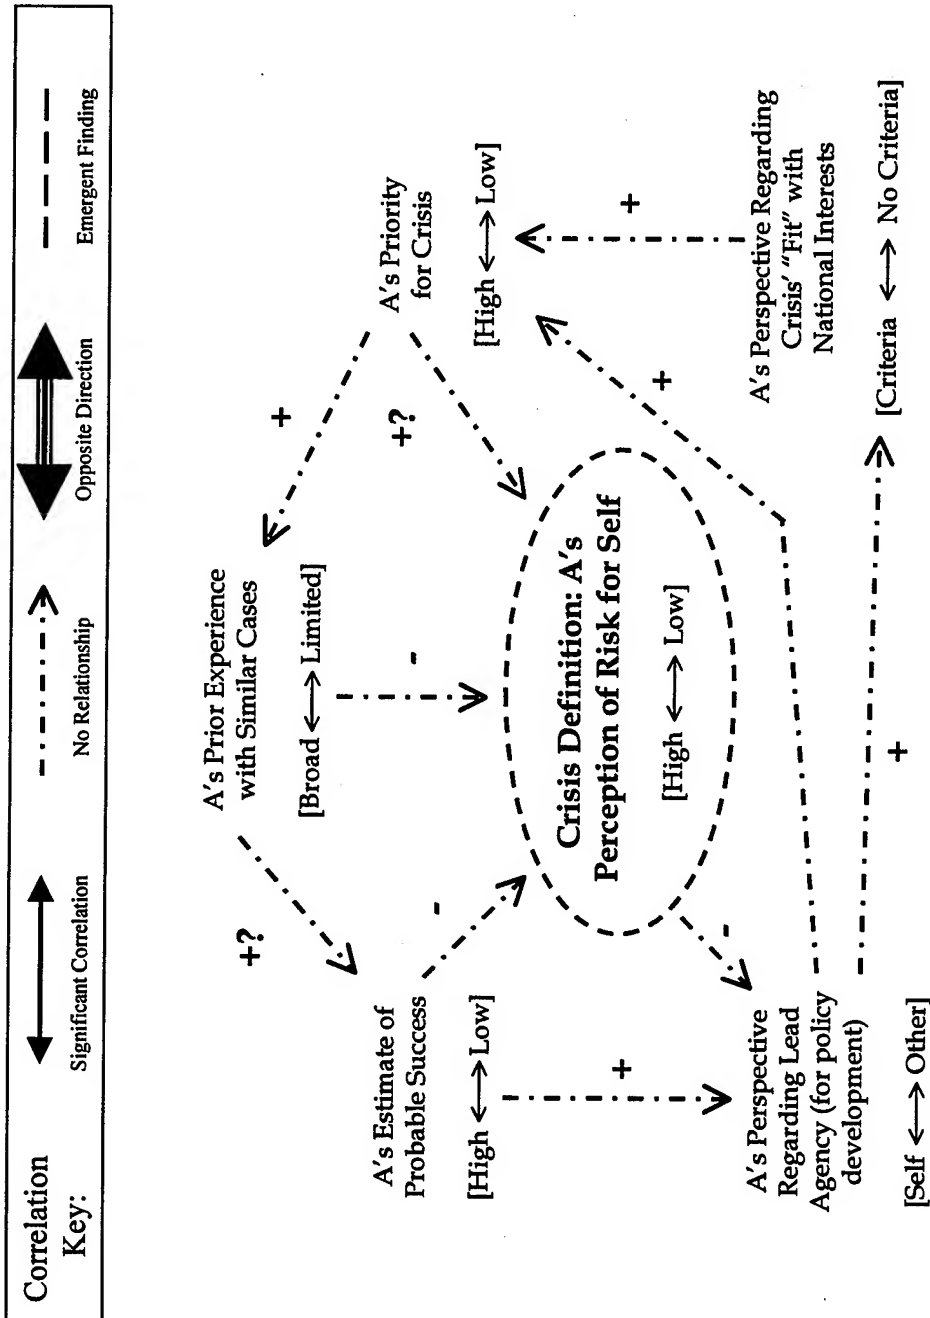 Correlation
Key:
Significant Correlation
No Relationship
Opposite Direction
Emergent Finding
A's Prior Experience
with Similar Cases
[Broad ⟷ Limited]
A's Priority
for Crisis
[High ⟷ Low]
A's Estimate of
Probable Success
[High ⟷ Low]
Crisis Definition: A's
Perception of Risk for Self
[High ⟷ Low]
A's Perspective
Regarding Lead
Agency (for policy
development)
[Self ⟷ Other]
A's Perspective Regarding
Crisis' "Fit" with
National Interests
[Criteria ⟷ No Criteria]
+?
+
+?
-
-
-
+
+
+
+